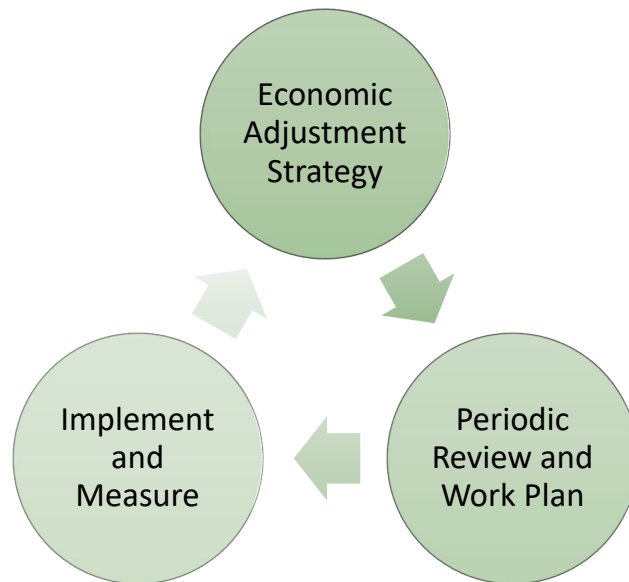 Economic
Adjustment
Strategy
Periodic
Review and
Work Plan
Implement
and
Measure